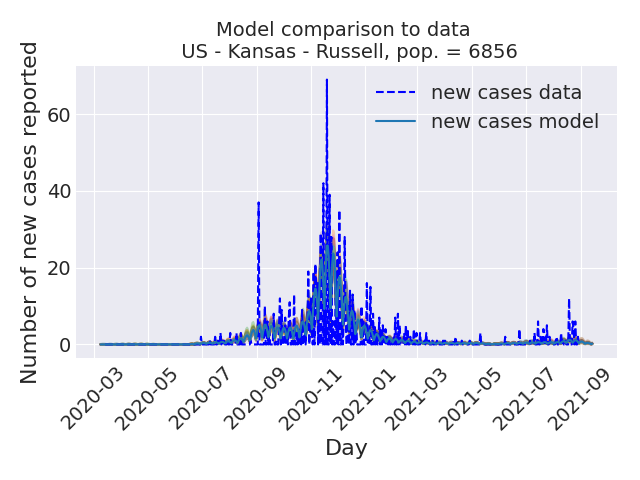 Model comparison to data
US - Kansas - Russell, pop. = 6856
Number of new cases reported
60
40
20
0
new cases data
new cases model
2020-03
2020-05
2020-07
2020-09
2020-11
2021-01
2021-03
2021-05
2021-07
2021-09
Day